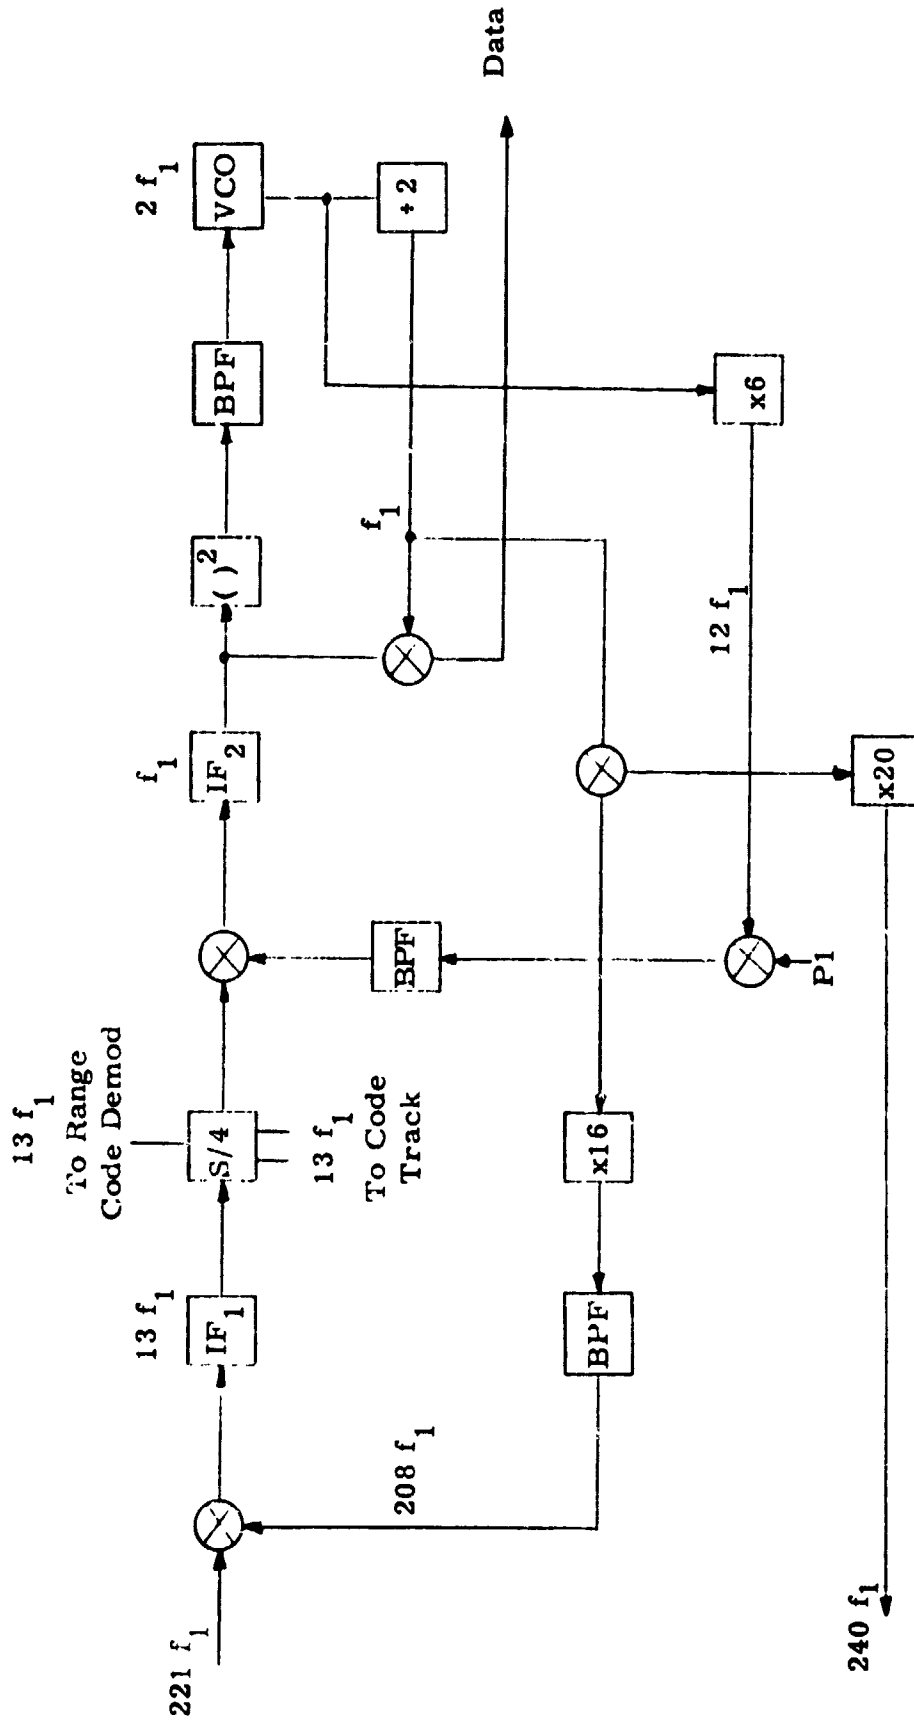 221 f1
13 f1
IF1
13 f1
To Range
Code Demod
S/4
13 f1
To Code
Track
f1
IF2
( )2
BPF
2 f1
VCO
÷2
f1
Data
BPF
208 f1
BPF
x16
12 f1
x6
P1
x20
240 f1